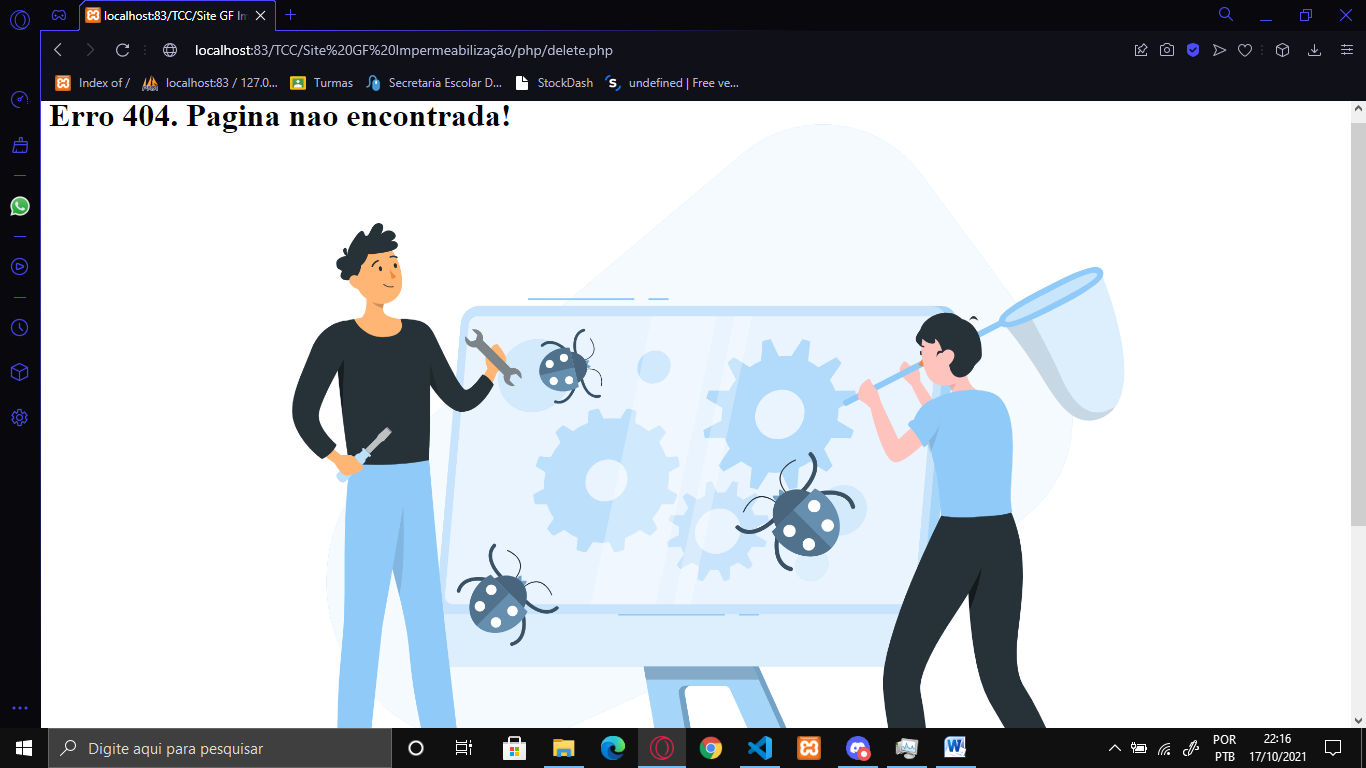 localhost:83/TCC/Site GF Im
localhost:83/TCC/Site%20GF%20Impermeabilização/php/delete.php
Index of /
localhost:83 / 127.0...
Turmas
Secretaria Escolar D...
StockDash
undefined | Free ve...
Erro 404. Pagina nao encontrada!
Digite aqui para pesquisar
POR
PTB
22:16
17/10/2021